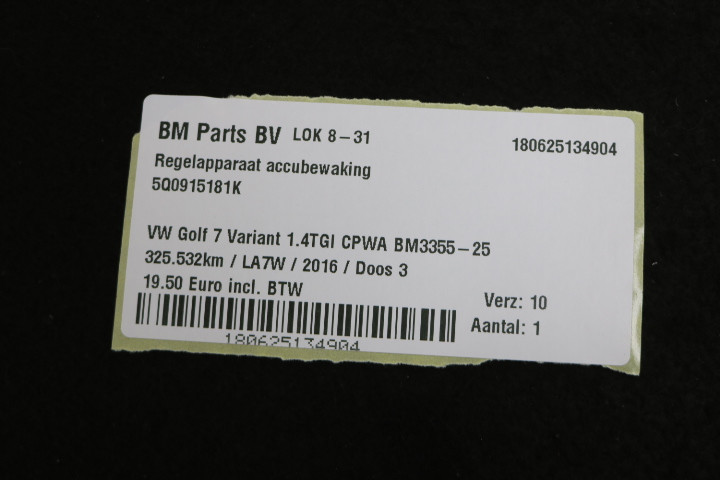 BM Parts BV LOK 8-31
180625134904
Regelapparaat accubewaking
5Q0915181K
VW Golf 7 Variant 1.4TGI CPWA BM3355-25
325.532km / LA7W / 2016 / Doos 3
19.50 Euro incl. BTW
Verz: 10
Aantal: 1
180625134904